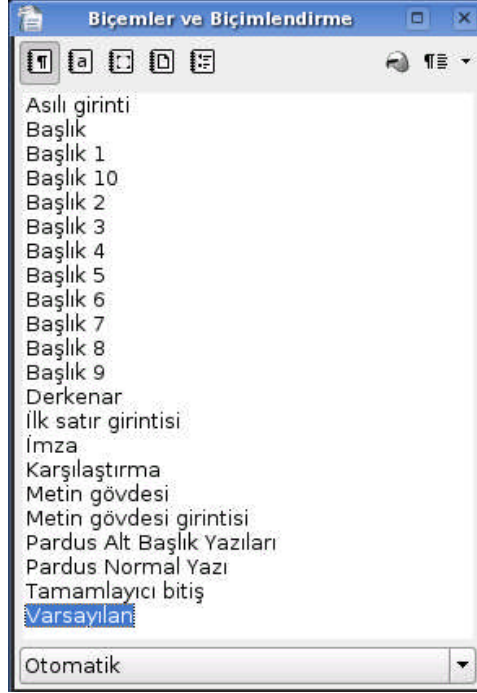 Biçemler ve Biçimlendirme
Asılı girinti
Başlık
Başlık 1
Başlık 10
Başlık 2
Başlık 3
Başlık 4
Başlık 5
Başlık 6
Başlık 7
Başlık 8
Başlık 9
Derkenar
İlk satır girintisi
İmza
Karşılaştırma
Metin gövdesi
Metin gövdesi girintisi
Pardus Alt Başlık Yazıları
Pardus Normal Yazı
Tamamlayıcı bitiş
Varsayılan
Otomatik